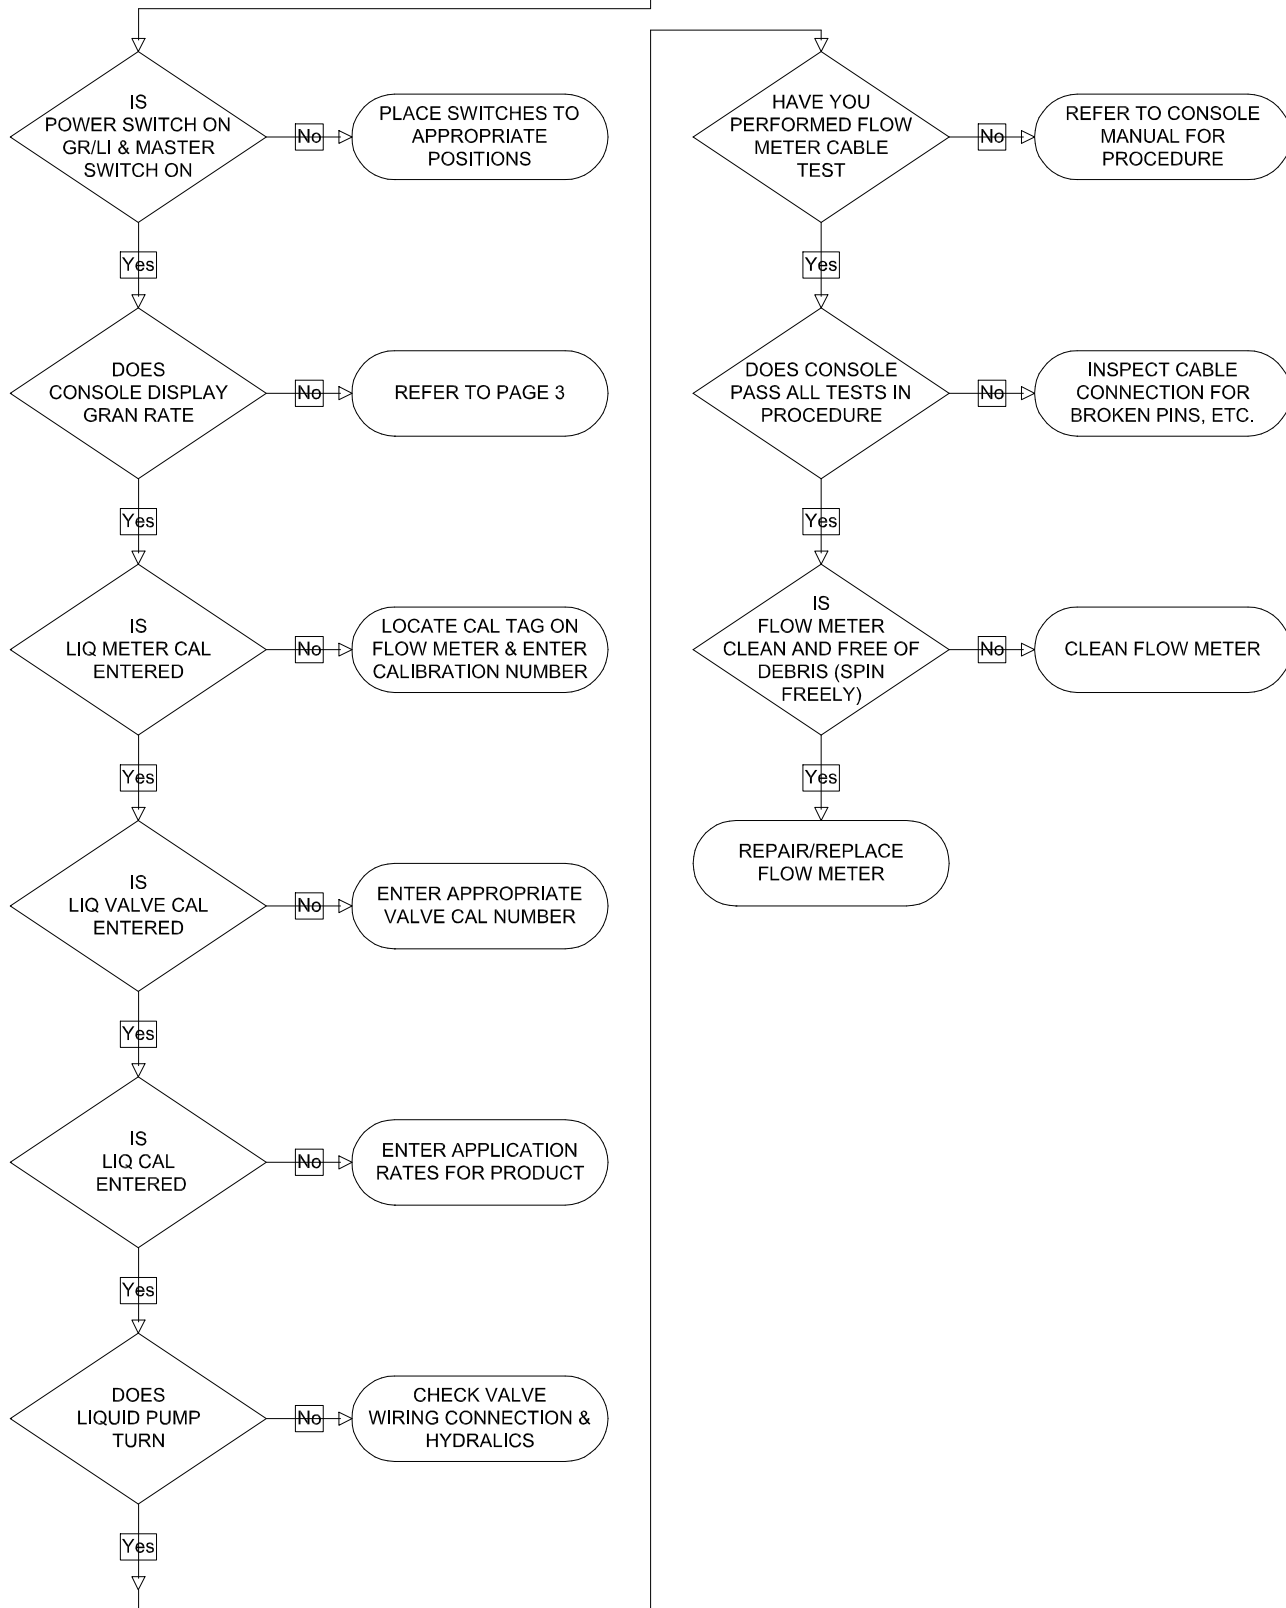 IS
POWER SWITCH ON
GR/LI & MASTER
SWITCH ON
No
PLACE SWITCHES TO
APPROPRIATE
POSITIONS
Yes
DOES
CONSOLE DISPLAY
GRAN RATE
No
REFER TO PAGE 3
Yes
IS
LIQ METER CAL
ENTERED
No
LOCATE CAL TAG ON
FLOW METER & ENTER
CALIBRATION NUMBER
Yes
IS
LIQ VALVE CAL
ENTERED
No
ENTER APPROPRIATE
VALVE CAL NUMBER
Yes
IS
LIQ CAL
ENTERED
No
ENTER APPLICATION
RATES FOR PRODUCT
Yes
DOES
LIQUID PUMP
TURN
No
CHECK VALVE
WIRING CONNECTION &
HYDRALICS
Yes
HAVE YOU
PERFORMED FLOW
METER CABLE
TEST
No
REFER TO CONSOLE
MANUAL FOR
PROCEDURE
Yes
DOES CONSOLE
PASS ALL TESTS IN
PROCEDURE
No
INSPECT CABLE
CONNECTION FOR
BROKEN PINS, ETC.
Yes
IS
FLOW METER
CLEAN AND FREE OF
DEBRIS (SPIN
FREELY)
No
CLEAN FLOW METER
Yes
REPAIR/REPLACE
FLOW METER